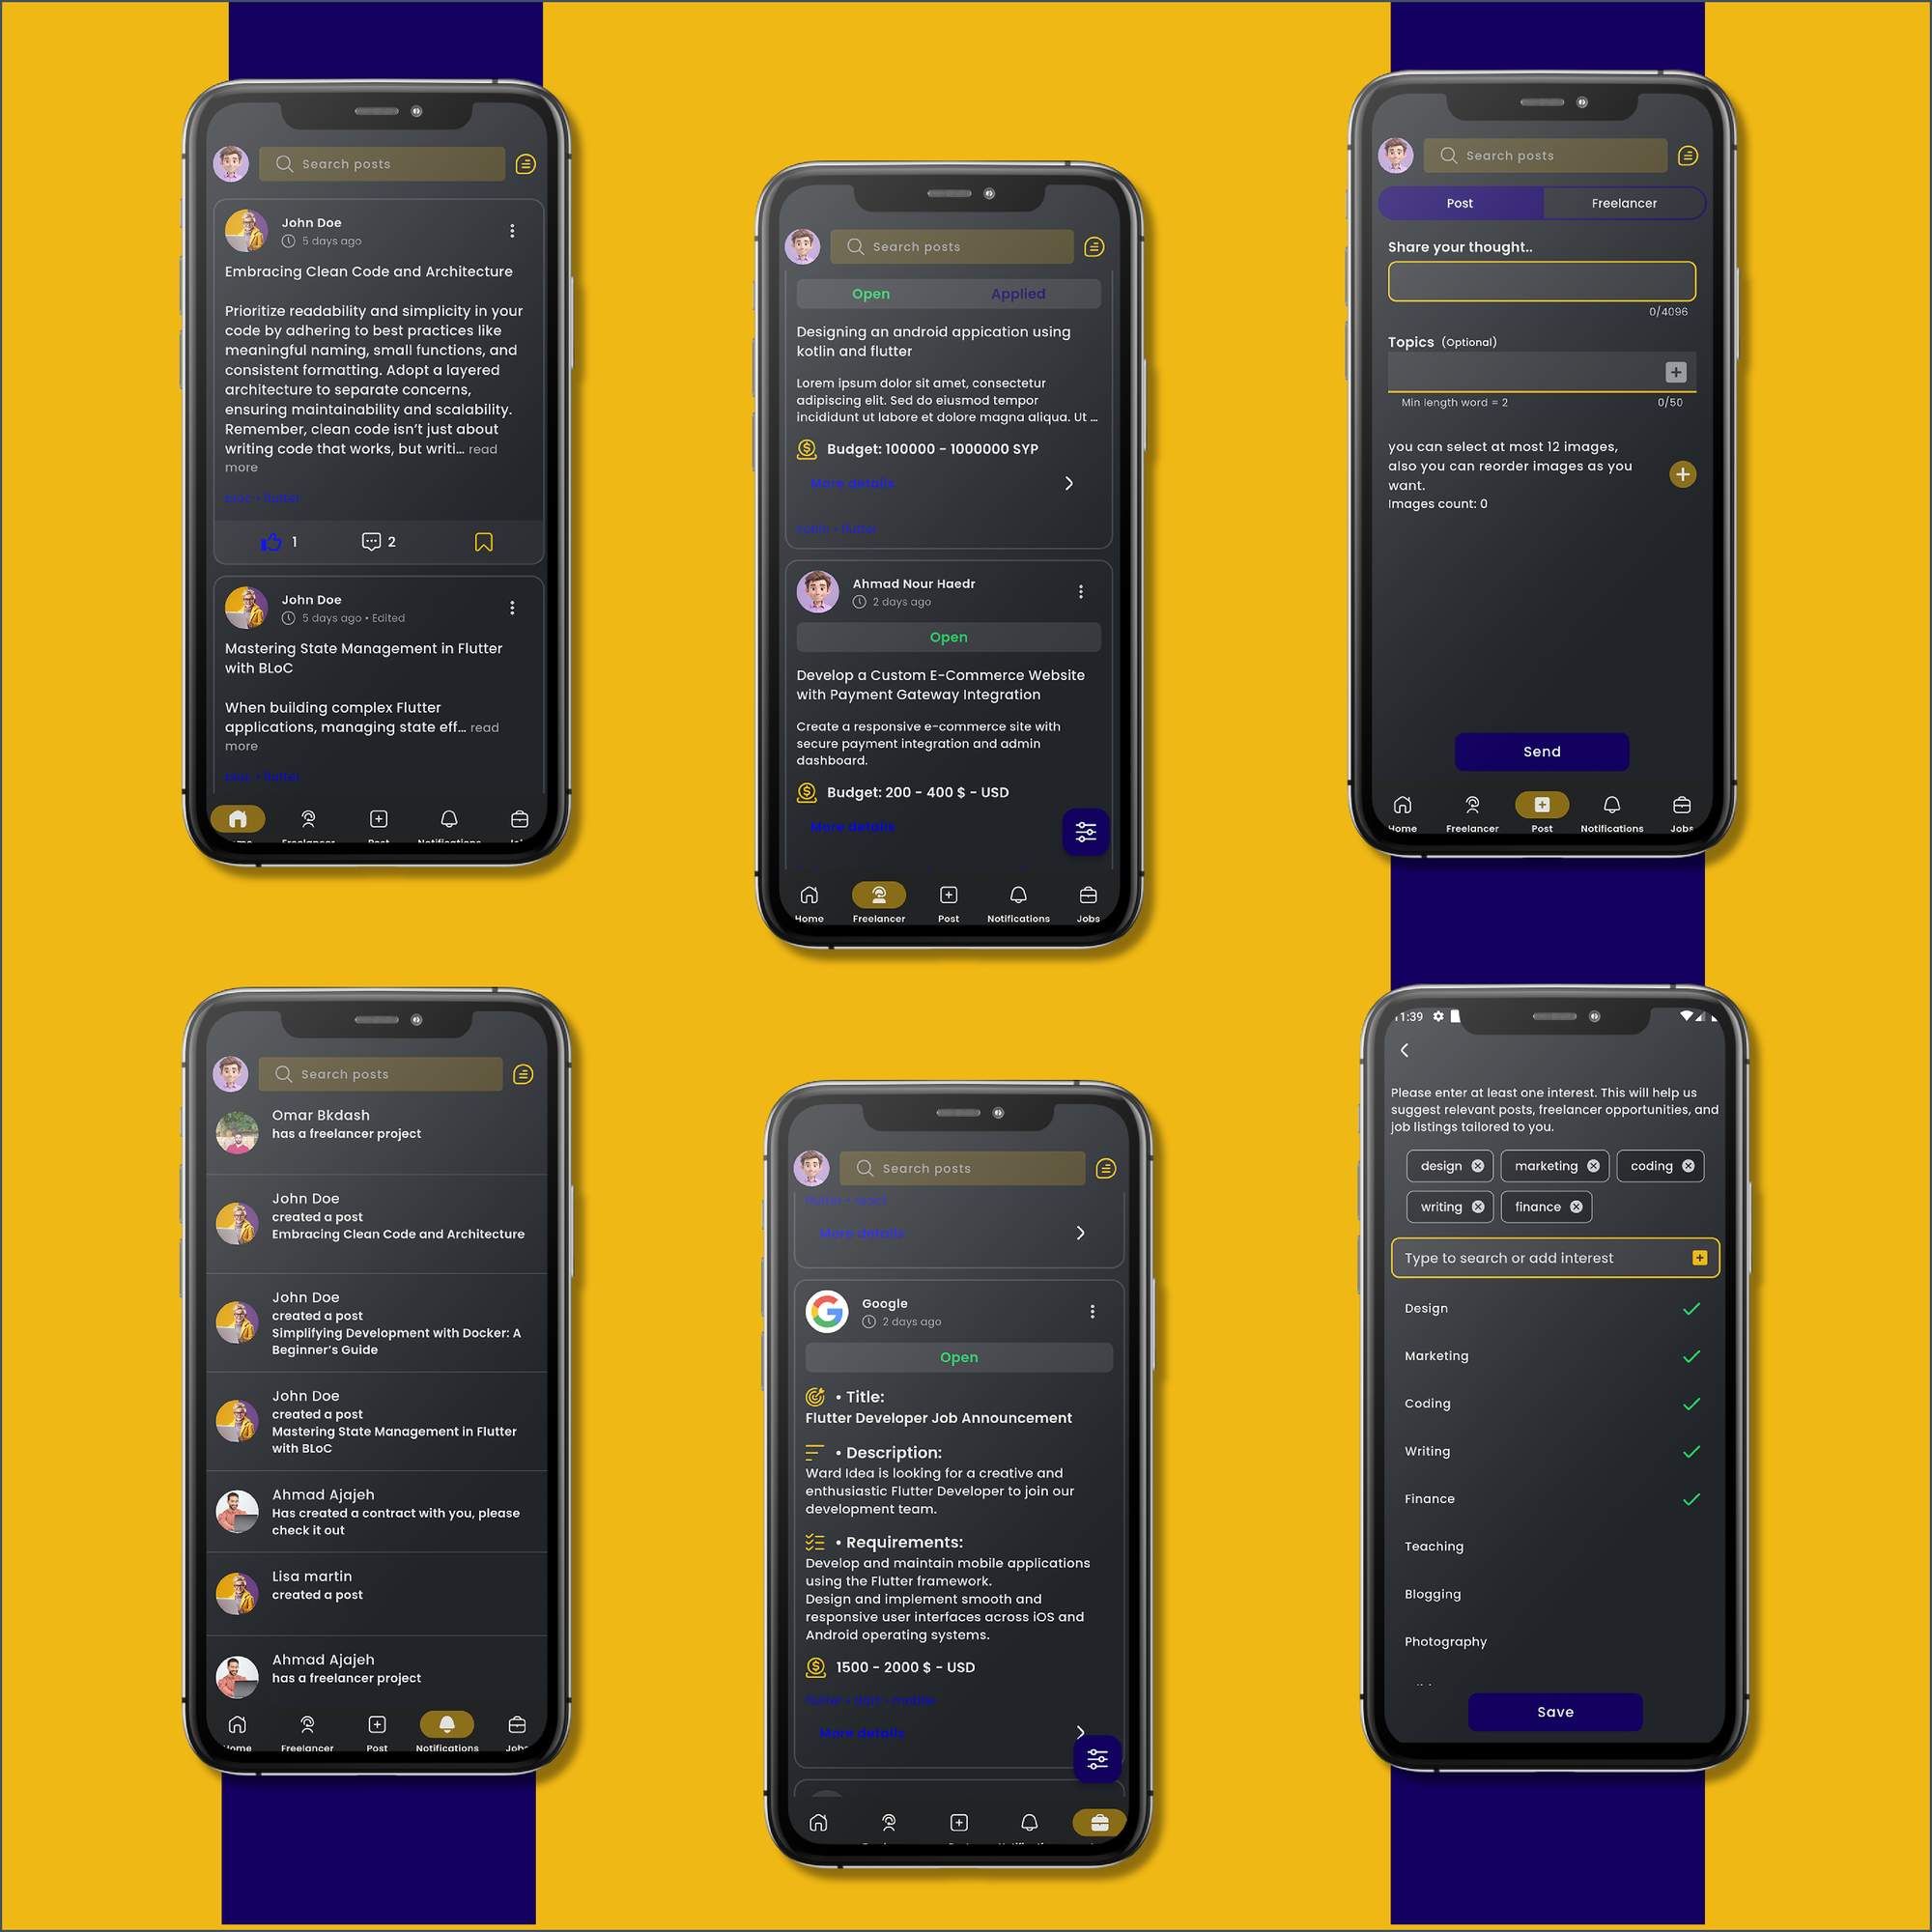 Search posts
John Doe
5 days ago
Embracing Clean Code and Architecture
Prioritize readability and simplicity in your
code by adhering to best practices like
meaningful naming, small functions, and
consistent formatting. Adopt a layered
architecture to separate concerns,
ensuring maintainability and scalability.
Remember, clean code isn't just about
writing code that works, but writi... read
more
bloc • flutter
1
2
John Doe
5 days ago • Edited
Mastering State Management in Flutter
with BLoC
When building complex Flutter
applications, managing state eff... read
more
bloc • flutter
Search posts
Open
Applied
Designing an android appication using
kotlin and flutter
Lorem ipsum dolor sit amet, consectetur
adipiscing elit. Sed do eiusmod tempor
incididunt ut labore et dolore magna aliqua. Ut ...
Budget: 100000 - 1000000 SYP
More details
• flutter
Ahmad Nour Haedr
2 days ago
Open
Develop a Custom E-Commerce Website
with Payment Gateway Integration
Create a responsive e-commerce site with
secure payment integration and admin
dashboard.
Budget: 200 - 400 $ - USD
More details
Home
Freelancer
Post
Notifications
Jobs
Search posts
Post
Freelancer
Share your thought..
0/4096
Topics (Optional)
Min length word = 2
0/50
you can select at most 12 images,
also you can reorder images as you
want.
Images count: 0
Send
Home
Freelancer
Post
Notifications
Jobs
Search posts
Omar Bkdash
has a freelancer project
John Doe
created a post
Embracing Clean Code and Architecture
John Doe
created a post
Simplifying Development with Docker: A
Beginner's Guide
John Doe
created a post
Mastering State Management in Flutter
with BLoC
Ahmad Ajajeh
Has created a contract with you, please
check it out
Lisa martin
created a post
Ahmad Ajajeh
has a freelancer project
Home
Freelancer
Post
Notifications
Jobs
Search posts
More details
Google
2 days ago
Open
• Title:
Flutter Developer Job Announcement
• Description:
Ward Idea is looking for a creative and
enthusiastic Flutter Developer to join our
development team.
• Requirements:
Develop and maintain mobile applications
using the Flutter framework.
Design and implement smooth and
responsive user interfaces across iOS and
Android operating systems.
1500 - 2000 $ - USD
flutter • dart • mobile
More details
11:39
Please enter at least one interest. This will help us
suggest relevant posts, freelancer opportunities, and
job listings tailored to you.
design
marketing
coding
writing
finance
Type to search or add interest
Design
Marketing
Coding
Writing
Finance
Teaching
Blogging
Photography
Save